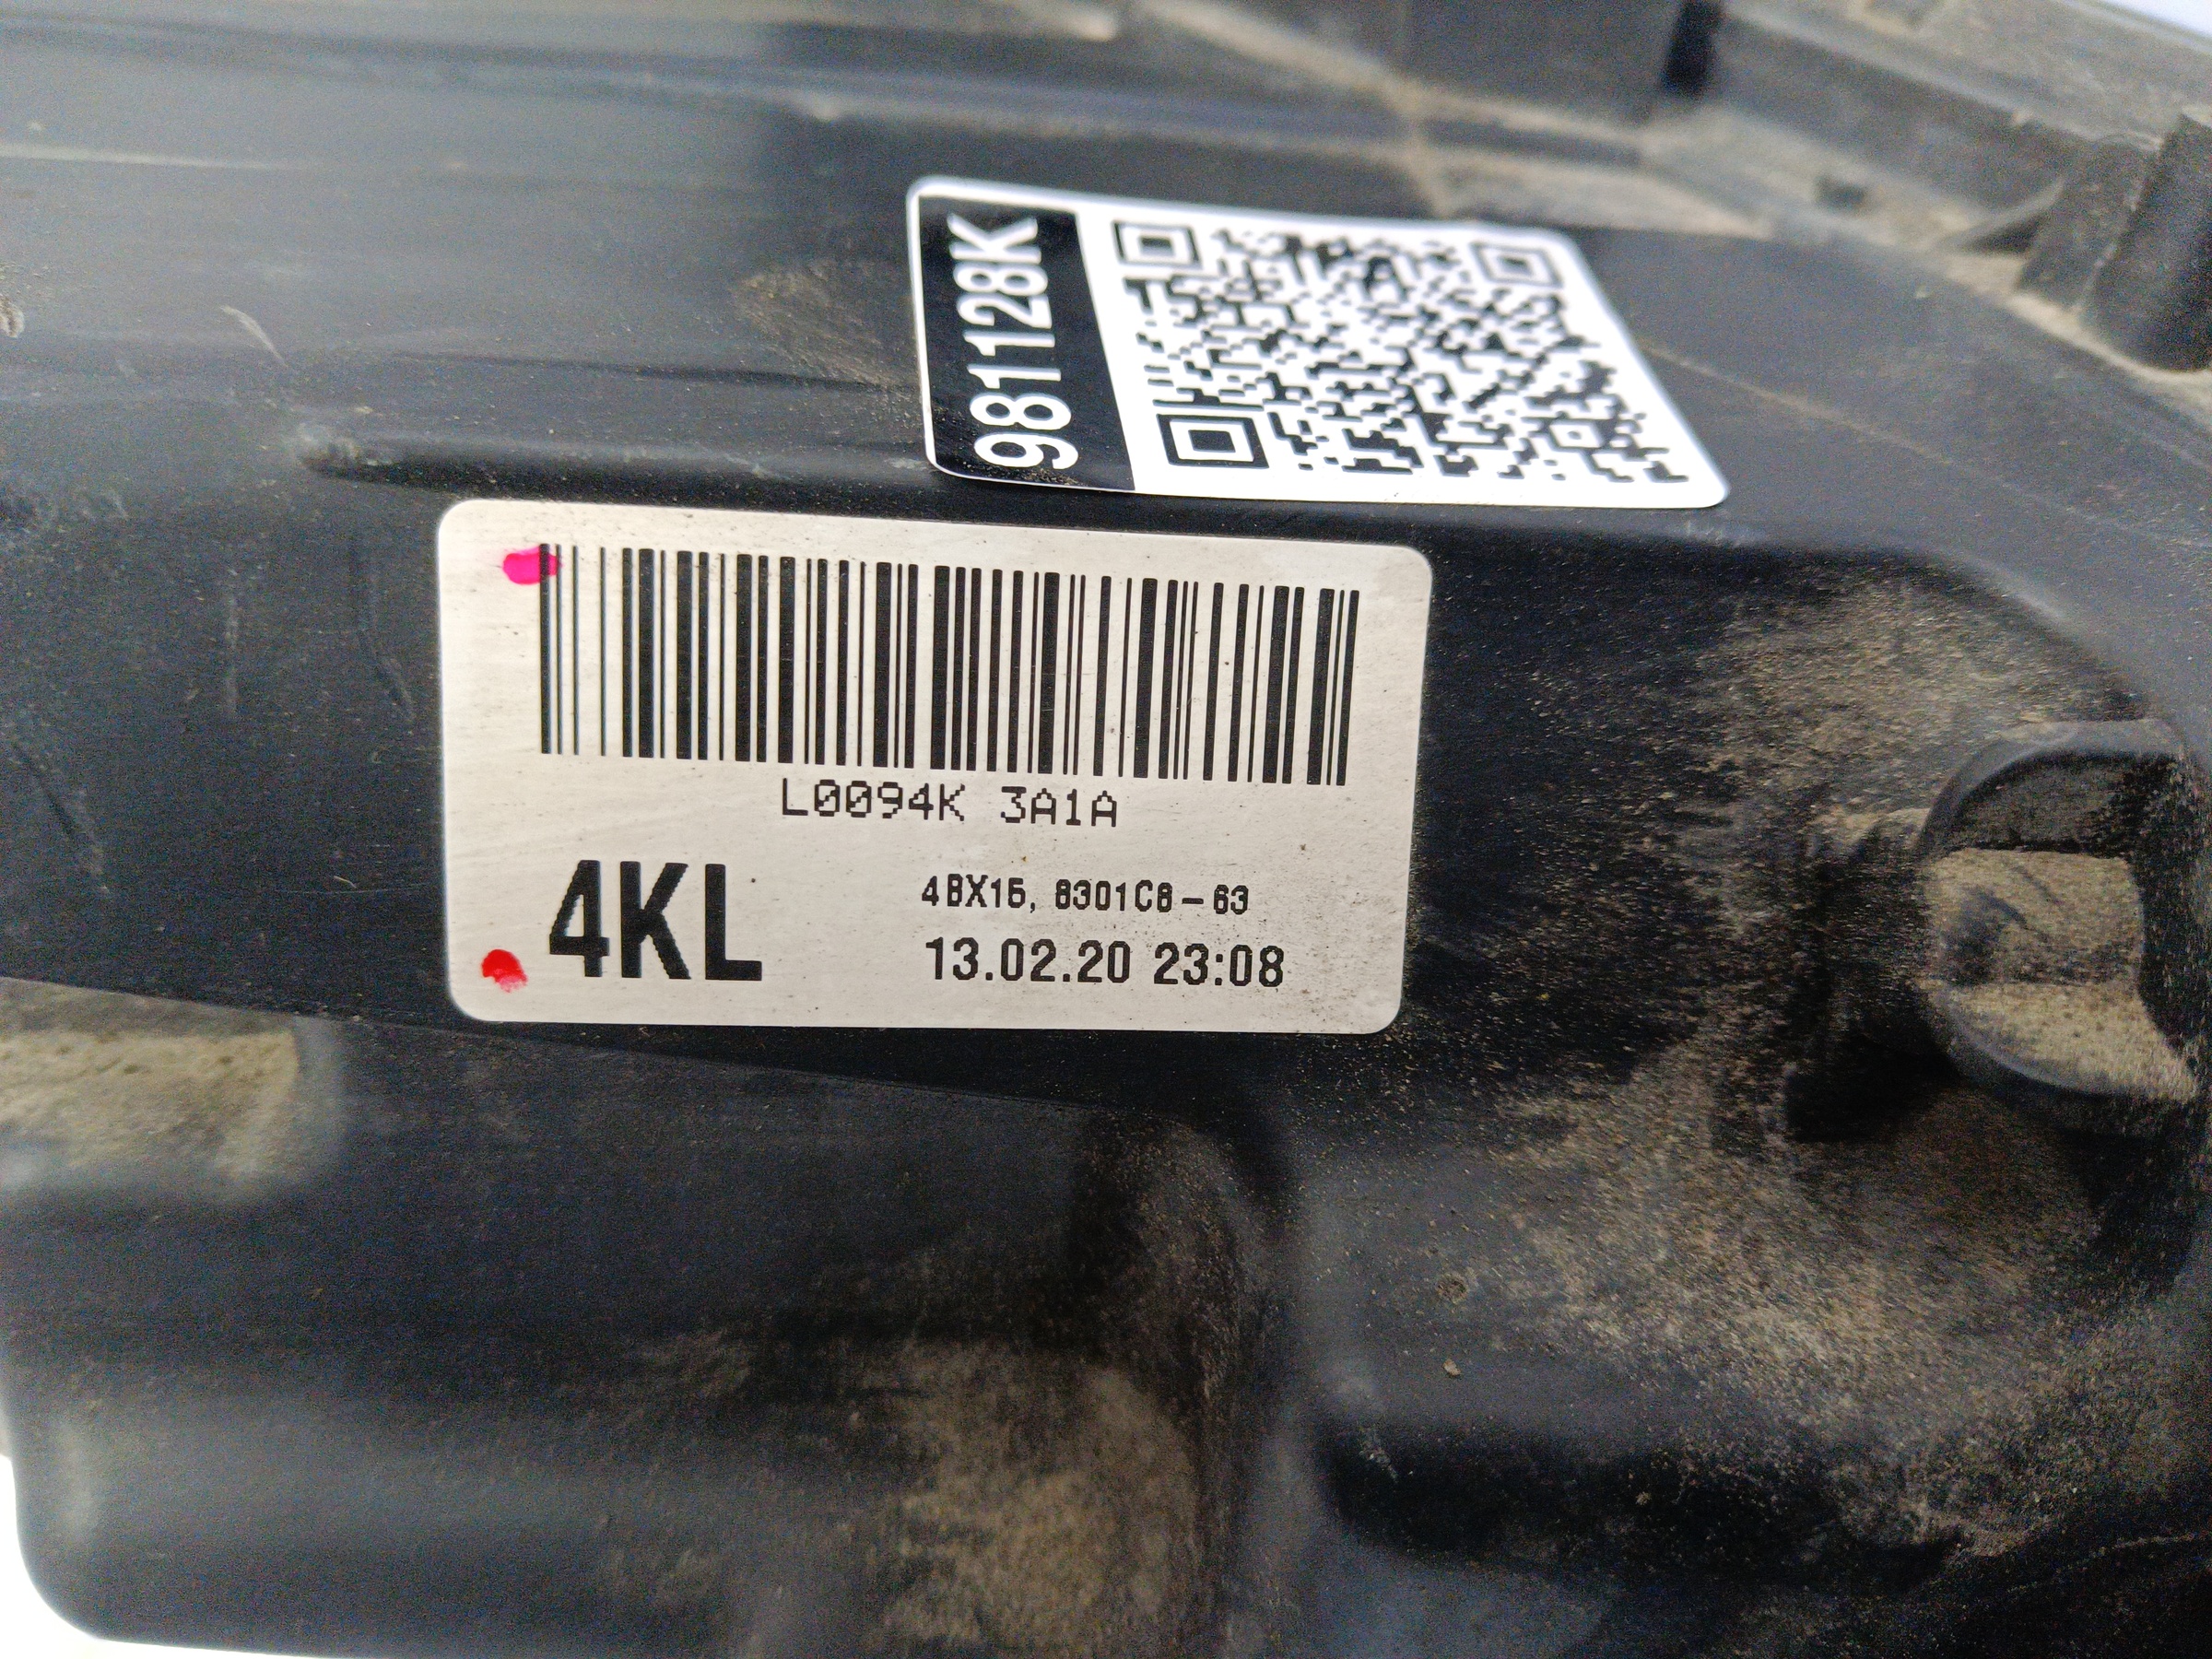 981128K
L0094K 3A1A
4KL
4BX15, 8301C8-63
13.02.20 23:08